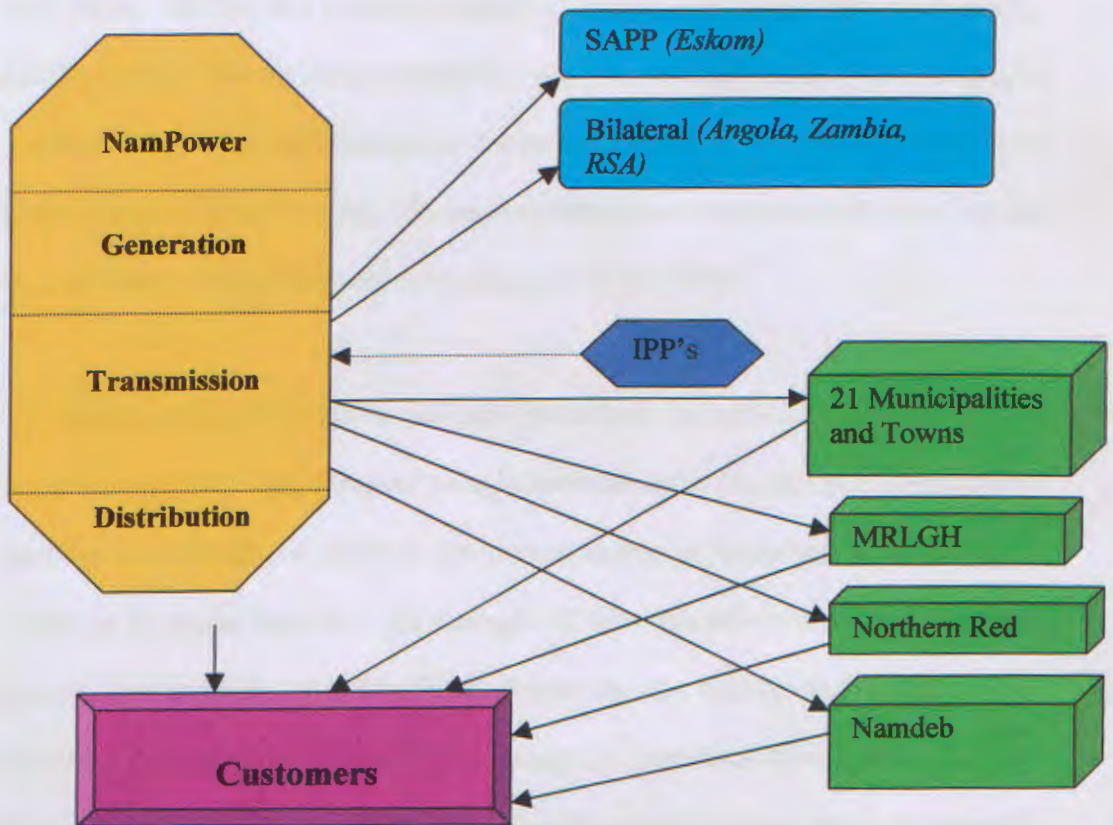 SAPP (Eskom)
Bilateral (Angola, Zambia,
RSA)
NamPower
Generation
Transmission
Distribution
IPP's
21 Municipalities
and Towns
MRLGH
Northern Red
Namdeb
Customers